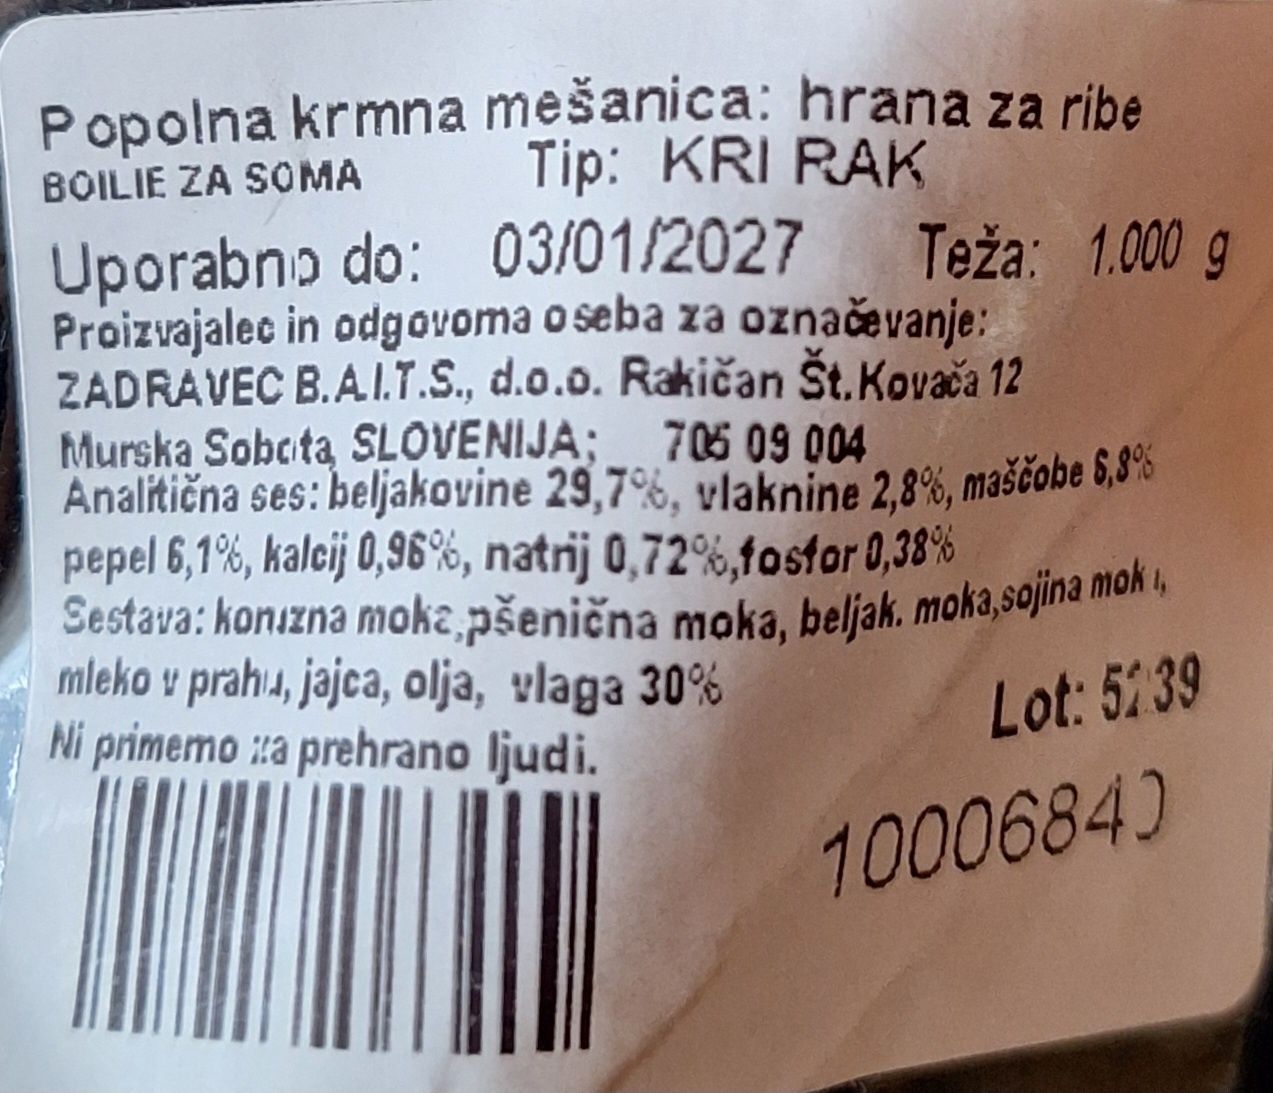 Popolna krmna mešanica: hrana za ribe
BOILIE ZA SOMA Tip: KRI RAK
Uporabno do: 03/01/2027 Teža: 1.000 g
Proizvajalec in odgovorna oseba za označevanje:
ZADRAVEC B.A.I.T.S., d.o.o. Rakičan Št.Kovača 12
Murska Sobota, SLOVENIJA; 705 09 004
Analitična ses: beljakovine 29,7%, vlaknine 2,8%, maščobe 6,8%
pepel 6,1%, kalcij 0,96%, natrij 0,72%,fosfor 0,38%
Sestava: koruzna moka,pšenična moka, beljak. moka,sojina moka,
mleko v prahu, jajca, olja, vlaga 30%
Ni primerno za prehrano ljudi.
Lot:
10006840